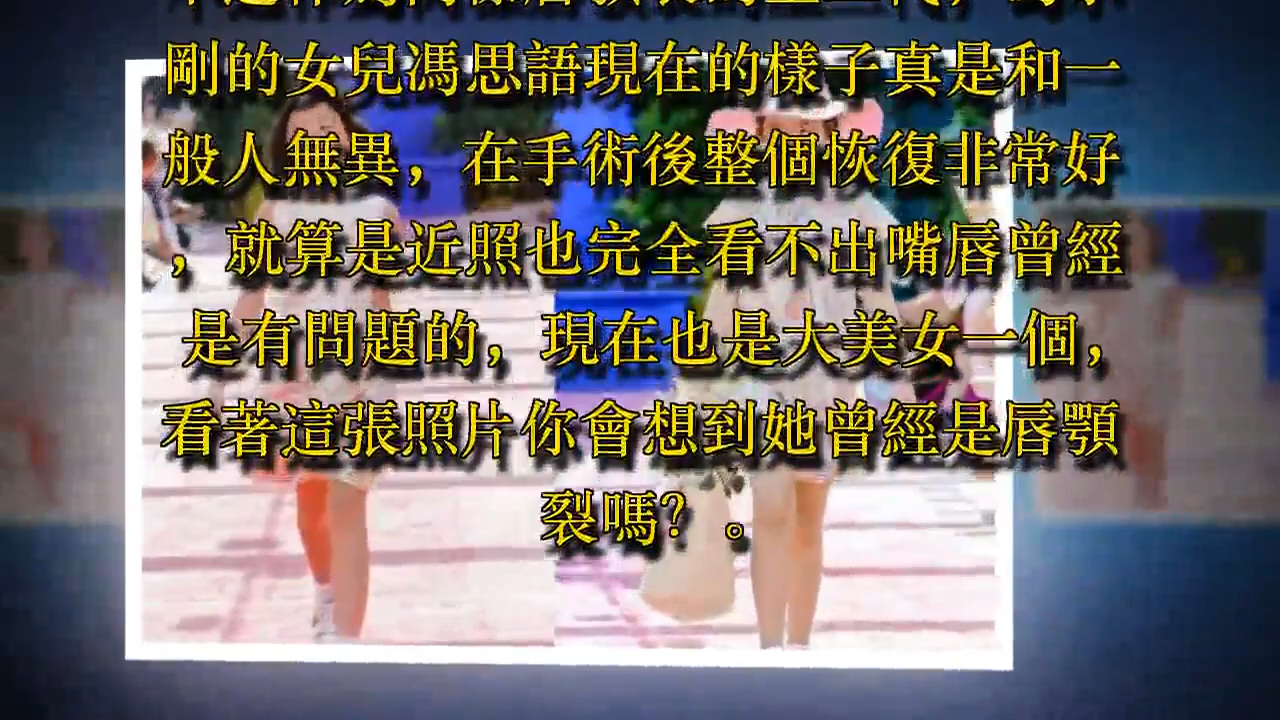 剛的女兒馮思語現在的樣子真是和一
般人無異，在手術後整個恢復非常好
，就算是近照也完全看不出嘴唇曾經
是有問題的，現在也是大美女一個，
看著這張照片你會想到她曾經是唇顎
裂嗎？。